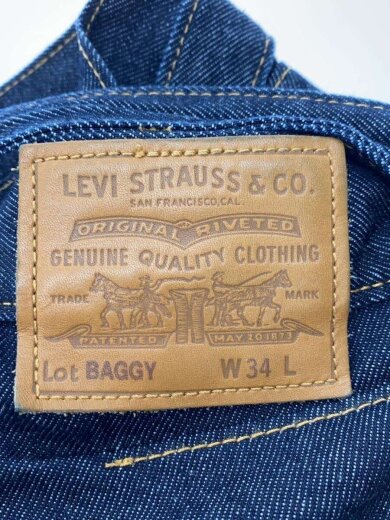 LEVI STRAUSS & CO.
SAN FRANCISCO, CAL.
ORIGINAL RIVETED
GENUINE QUALITY CLOTHING
TRADE MARK
PATENTED MAY 20 1873
Lot BAGGY W 34 L